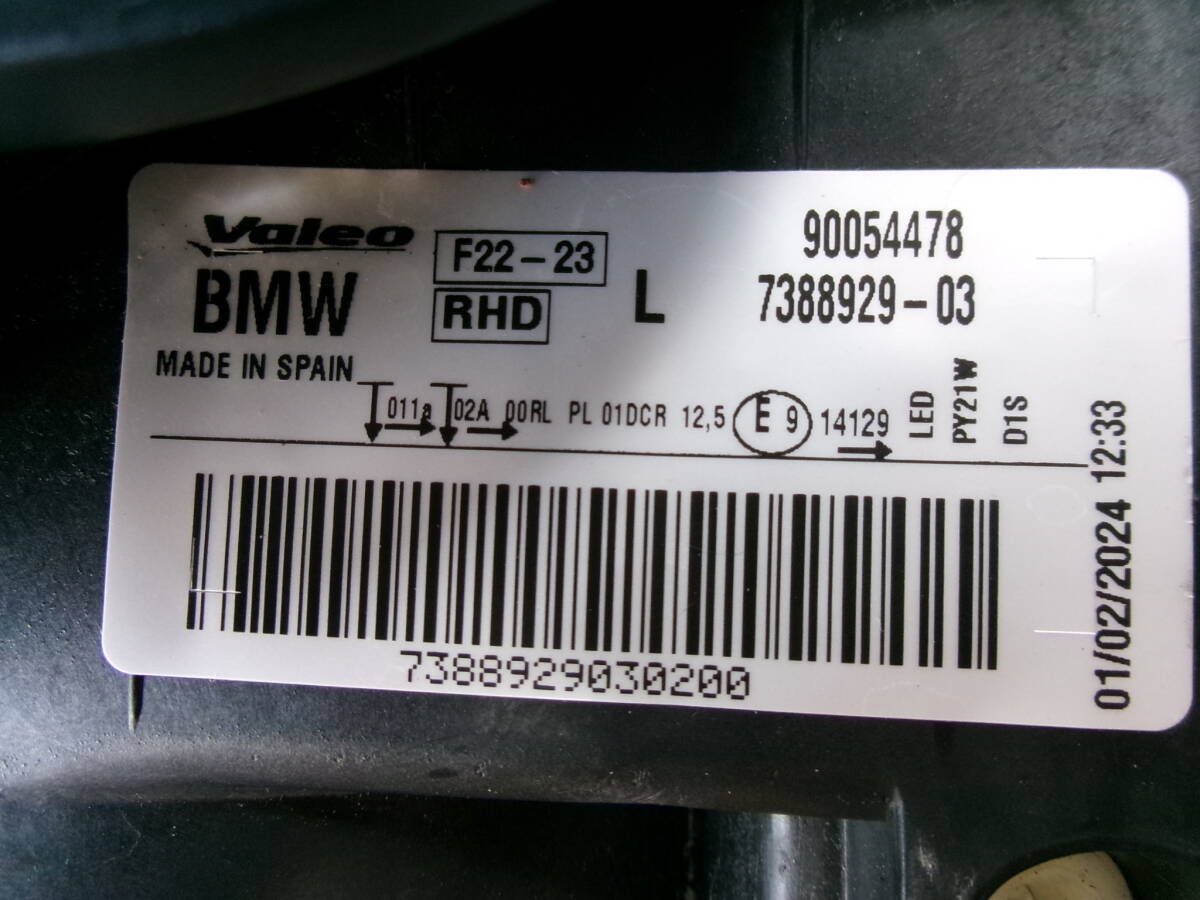 Valeo
BMW
MADE IN SPAIN
F22-23
RHD
L
90054478
7388929-03
011a 02A 00RL PL 01DCR 12,5 E 9 14129
LED
PY21W
D1S
01/02/2024 12:33
7388929030200